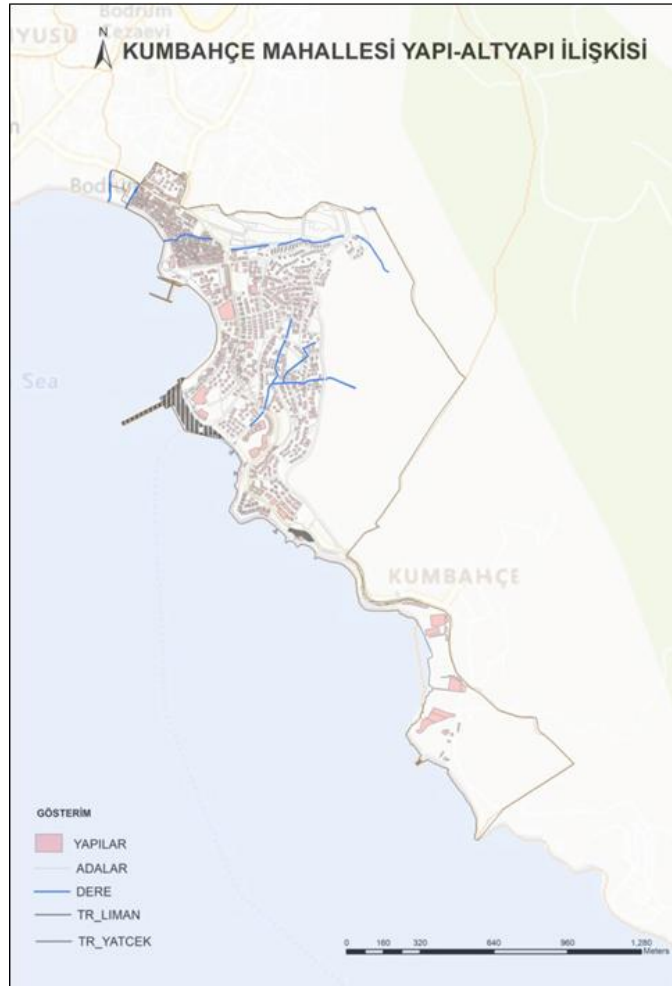 Bodrum
Cezaevi
YUSU
N
KUMBAHÇE MAHALLESİ YAPI-ALTYAPI İLİŞKİSİ
Bodrum
Sea
KUMBAHÇE
GÖSTERİM
YAPILAR
ADALAR
DERE
TR_LIMAN
TR_YATCEK
0 160 320 640 960 1,280
Meters